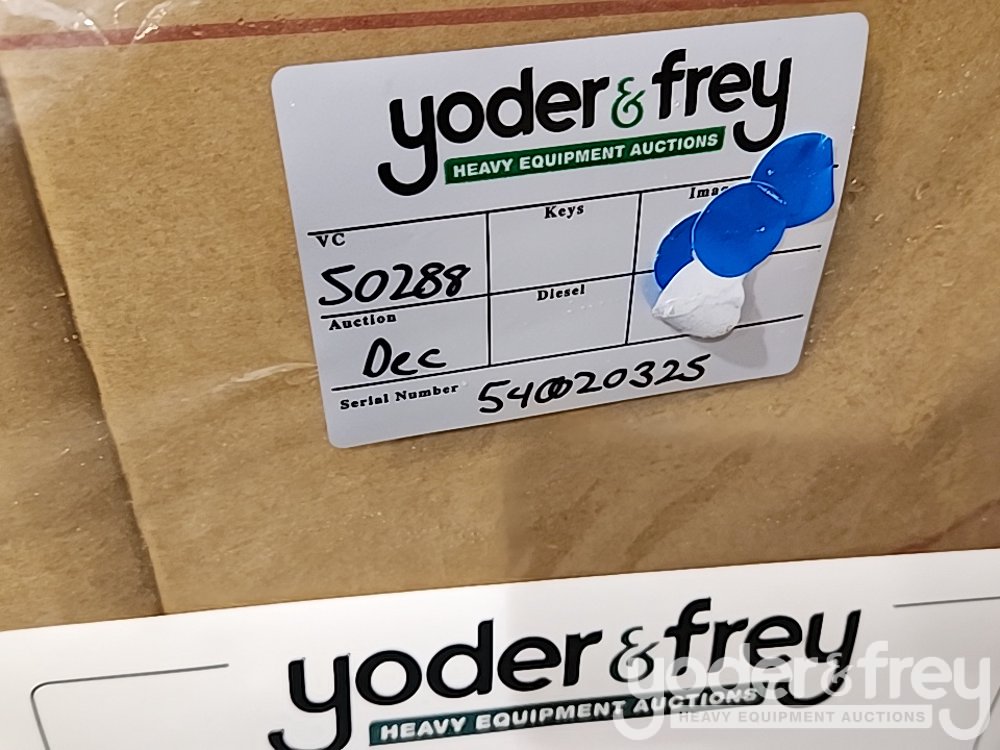 yoder & frey
HEAVY EQUIPMENT AUCTIONS
VC
Keys
50288
Auction
Diesel
Dec
Serial Number 540020325
yoder & frey
HEAVY EQUIPMENT AUCTIONS
yoder & frey
HEAVY EQUIPMENT AUCTIONS